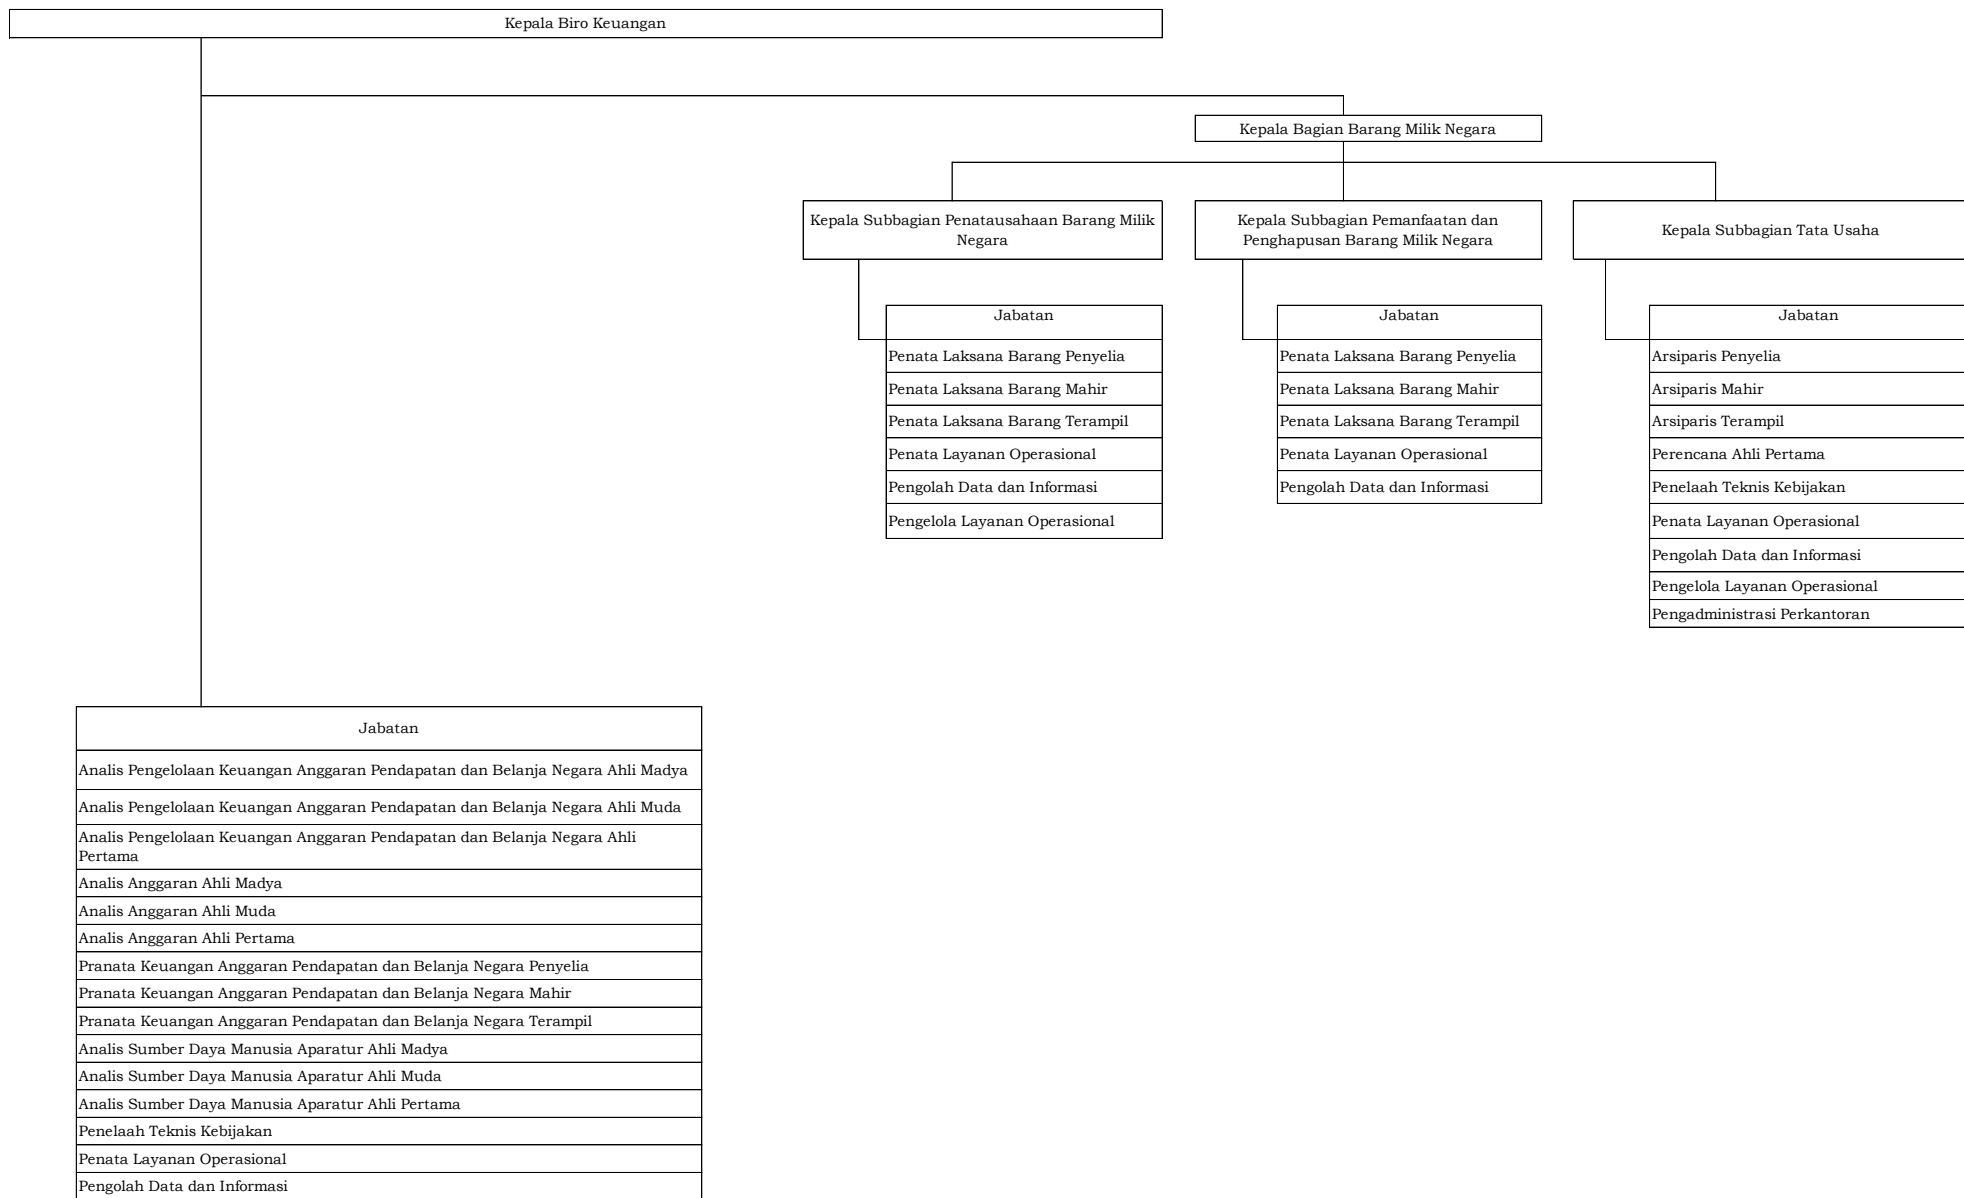 Kepala Biro Keuangan
Kepala Bagian Barang Milik Negara
Kepala Subbagian Penatausahaan Barang Milik
Negara
Kepala Subbagian Pemanfaatan dan
Penghapusan Barang Milik Negara
Kepala Subbagian Tata Usaha
Jabatan
Penata Laksana Barang Penyelia
Penata Laksana Barang Mahir
Penata Laksana Barang Terampil
Penata Layanan Operasional
Pengolah Data dan Informasi
Pengelola Layanan Operasional
Jabatan
Penata Laksana Barang Penyelia
Penata Laksana Barang Mahir
Penata Laksana Barang Terampil
Penata Layanan Operasional
Pengolah Data dan Informasi
Jabatan
Arsiparis Penyelia
Arsiparis Mahir
Arsiparis Terampil
Perencana Ahli Pertama
Penelaah Teknis Kebijakan
Penata Layanan Operasional
Pengolah Data dan Informasi
Pengelola Layanan Operasional
Pengadministrasi Perkantoran
Jabatan
Analis Pengelolaan Keuangan Anggaran Pendapatan dan Belanja Negara Ahli Madya
Analis Pengelolaan Keuangan Anggaran Pendapatan dan Belanja Negara Ahli Muda
Analis Pengelolaan Keuangan Anggaran Pendapatan dan Belanja Negara Ahli
Pertama
Analis Anggaran Ahli Madya
Analis Anggaran Ahli Muda
Analis Anggaran Ahli Pertama
Pranata Keuangan Anggaran Pendapatan dan Belanja Negara Penyelia
Pranata Keuangan Anggaran Pendapatan dan Belanja Negara Mahir
Pranata Keuangan Anggaran Pendapatan dan Belanja Negara Terampil
Analis Sumber Daya Manusia Aparatur Ahli Madya
Analis Sumber Daya Manusia Aparatur Ahli Muda
Analis Sumber Daya Manusia Aparatur Ahli Pertama
Penelaah Teknis Kebijakan
Penata Layanan Operasional
Pengolah Data dan Informasi